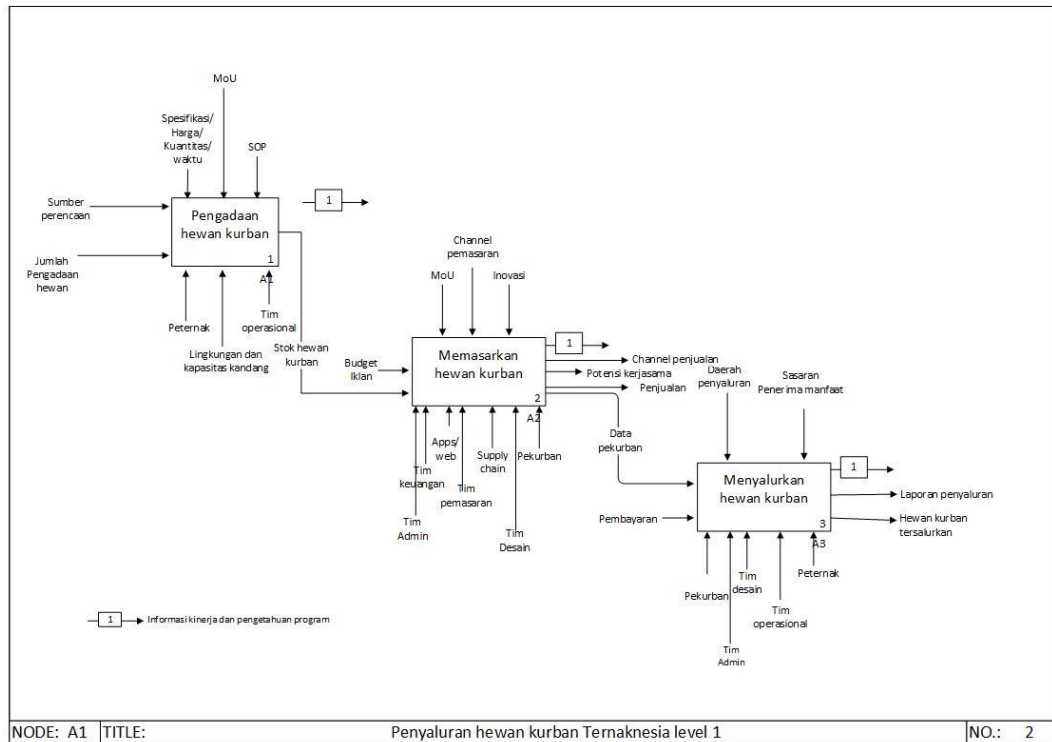 MoU
Spesifikasi/
Harga/
Kuantitas/
waktu
SOP
1
Sumber
perencaan
Pengadaan
hewan kurban
1
A1
Jumlah
Pengadaan
hewan
Peternak
Lingkungan dan
kapasitas kandang
Tim
operasional
Stok hewan
kurban
Channel
pemasaran
MoU
Inovasi
Budget
Iklan
Memasarkan
hewan kurban
2
A2
1
Channel penjualan
Potensi kerjasama
Penjualan
Apps/
web
Tim
keuangan
Tim
pemasaran
Supply
chain
Pekurban
Tim
Admin
Tim
Desain
Data
pekurban
Daerah
penyaluran
Sasaran
Penerima manfaat
Pembayaran
Menyalurkan
hewan kurban
3
A3
1
Laporan penyaluran
Hewan kurban
tersalurkan
Pekurban
Tim
desain
Peternak
Tim
operasional
Tim
Admin
1 Informasi kinerja dan pengetahuan program
NODE: A1 TITLE: Penyaluran hewan kurban Ternaknesia level 1 NO.: 2